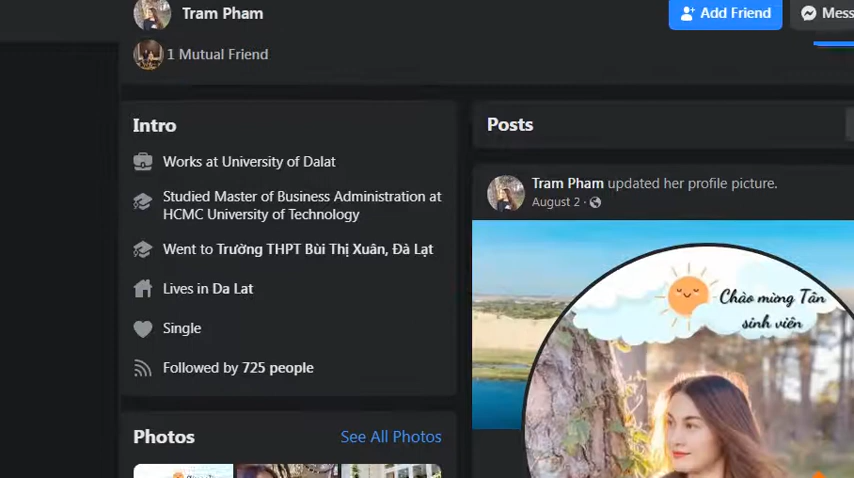 Tram Pham
Add Friend
Mess
1 Mutual Friend
Intro
Works at University of Dalat
Studied Master of Business Administration at
HCMC University of Technology
Went to Trường THPT Bùi Thị Xuân, Đà Lạt
Lives in Da Lat
Single
Followed by 725 people
Photos
See All Photos
Posts
Tram Pham updated her profile picture.
August 2 ·
Chào mừng Tân
sinh viên